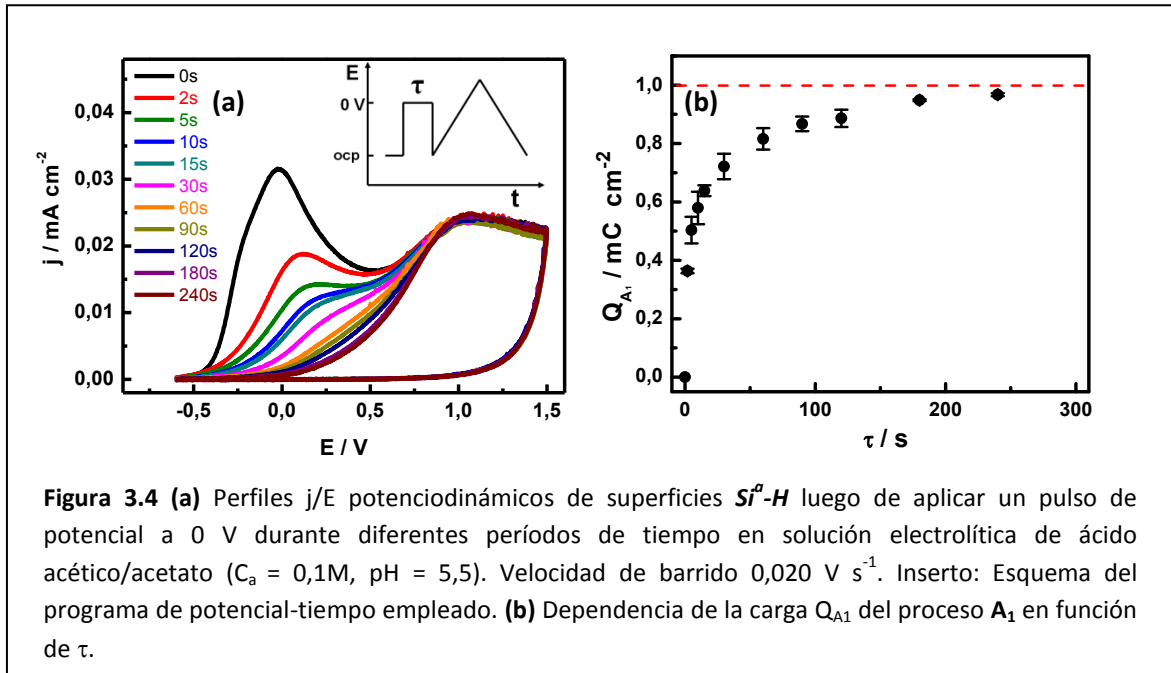 (a)
0s
2s
5s
10s
15s
30s
60s
90s
120s
180s
240s
E
τ
0 V
ocp
t
0,04
0,03
0,02
0,01
0,00
j / mA cm⁻²
-0,5 0,0 0,5 1,0 1,5
E / V
(b)
1,0
0,8
0,6
0,4
0,2
0,0
Q_A₁ / mC cm⁻²
0 100 200 300
τ / s
Figura 3.4 (a) Perfiles j/E potenciodinámicos de superficies Siᵃ-H luego de aplicar un pulso de
potencial a 0 V durante diferentes períodos de tiempo en solución electrolítica de ácido
acético/acetato (Cₐ = 0,1M, pH = 5,5). Velocidad de barrido 0,020 V s⁻¹. Inserto: Esquema del
programa de potencial-tiempo empleado. (b) Dependencia de la carga Q_A1 del proceso A₁ en función
de τ.